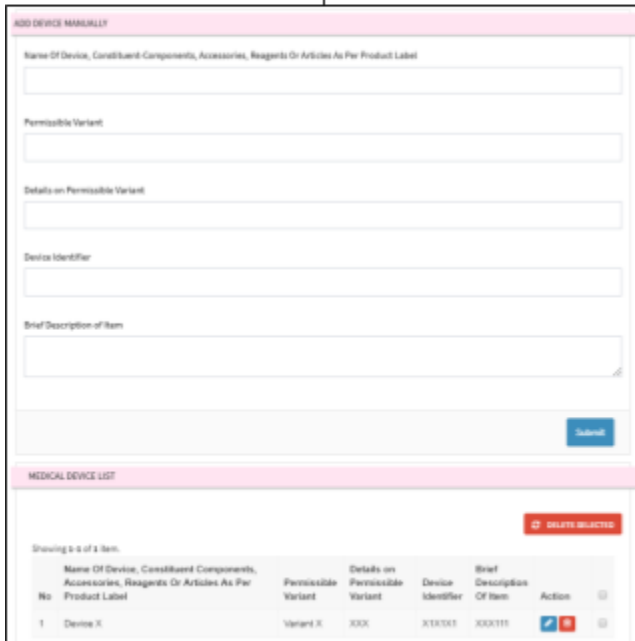 ADD DEVICE MANUALLY
Name Of Device, Constituent-Components, Accessories, Reagents Or Articles As Per Product Label
Permissible Variant
Details on Permissible Variant
Device Identifier
Brief Description of Item
Submit
MEDICAL DEVICE LIST
DELETE SELECTED
Showing 1-1 of 1 item.
No
Name Of Device, Constituent Components,
Accessories, Reagents Or Articles As Per
Product Label
Permissible
Variant
Details on
Permissible
Variant
Device
Identifier
Brief
Description
Of Item
Action
1 Device X Variant X XXX X1X1X1 XXX111